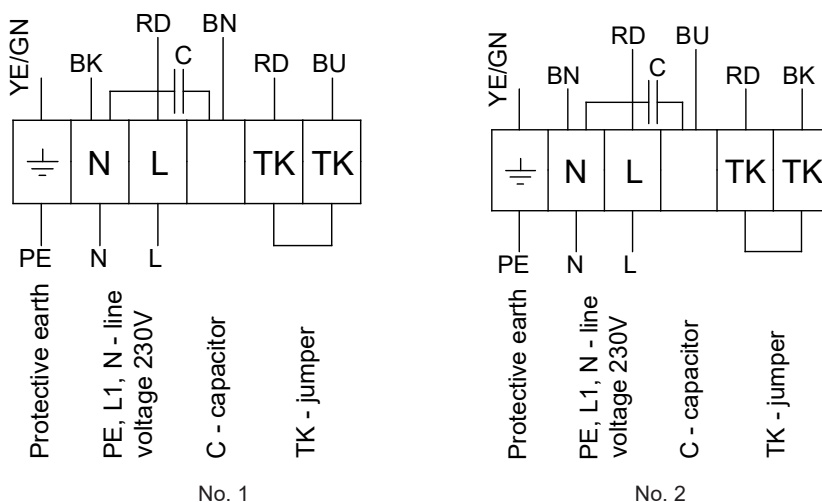 YE/GN
BK
RD
C
BN
RD
BU
N
L
TK
TK
PE
N
L
Protective earth
PE, L1, N - line
voltage 230V
C - capacitor
TK - jumper
No. 1
YE/GN
BN
RD
C
BU
RD
BK
N
L
TK
TK
PE
N
L
Protective earth
PE, L1, N - line
voltage 230V
C - capacitor
TK - jumper
No. 2